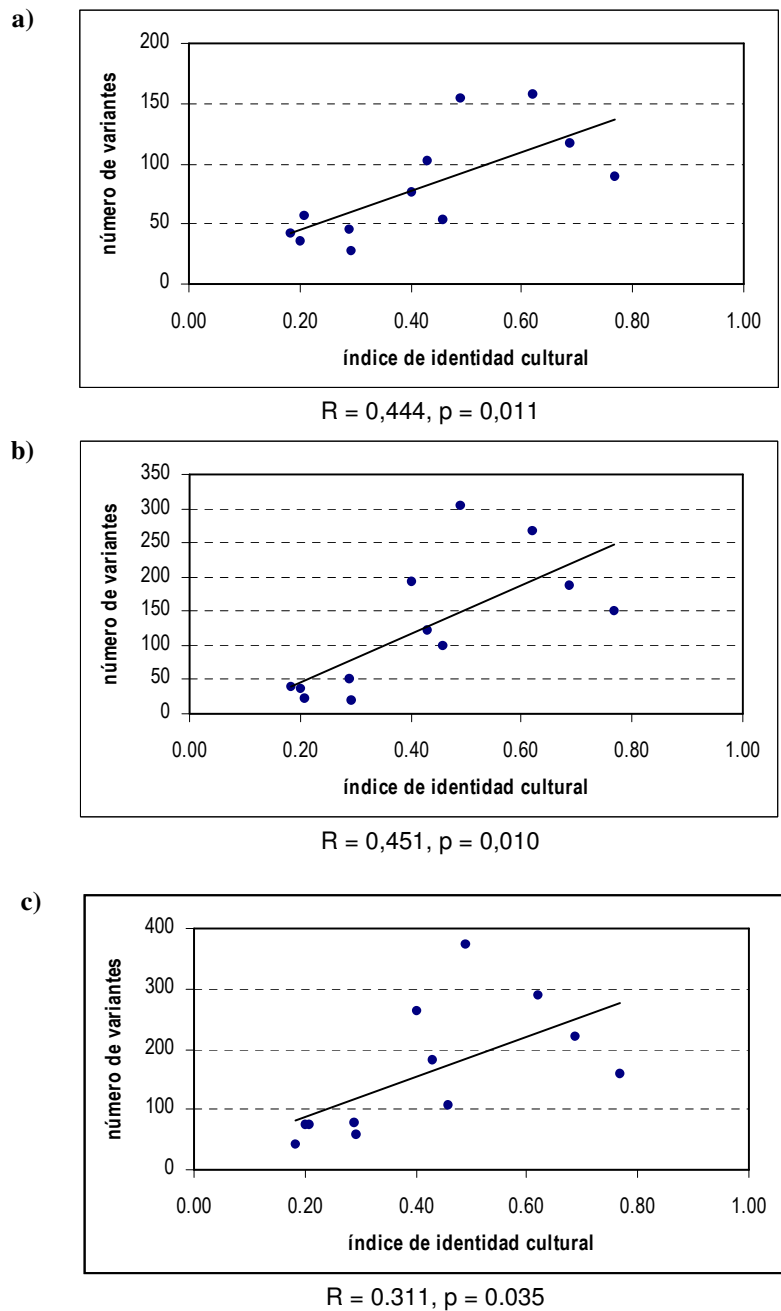 a)
200
150
100
50
0
número de variantes
0.00 0.20 0.40 0.60 0.80 1.00
índice de identidad cultural
R = 0,444, p = 0,011
b)
350
300
250
200
150
100
50
0
número de variantes
0.00 0.20 0.40 0.60 0.80 1.00
índice de identidad cultural
R = 0,451, p = 0,010
c)
400
300
200
100
0
número de variantes
0.00 0.20 0.40 0.60 0.80 1.00
índice de identidad cultural
R = 0.311, p = 0.035